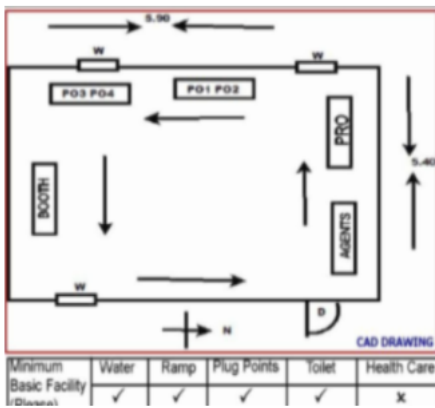 5.90
W
W
PO3 PO4
PO1 PO2
PRO
5.40
BOOTH
AGENTS
W
D
N
CAD DRAWING
Minimum Basic Facility (Please)
Water
Ramp
Plug Points
Toilet
Health Care
✓ ✓ ✓ ✓ x